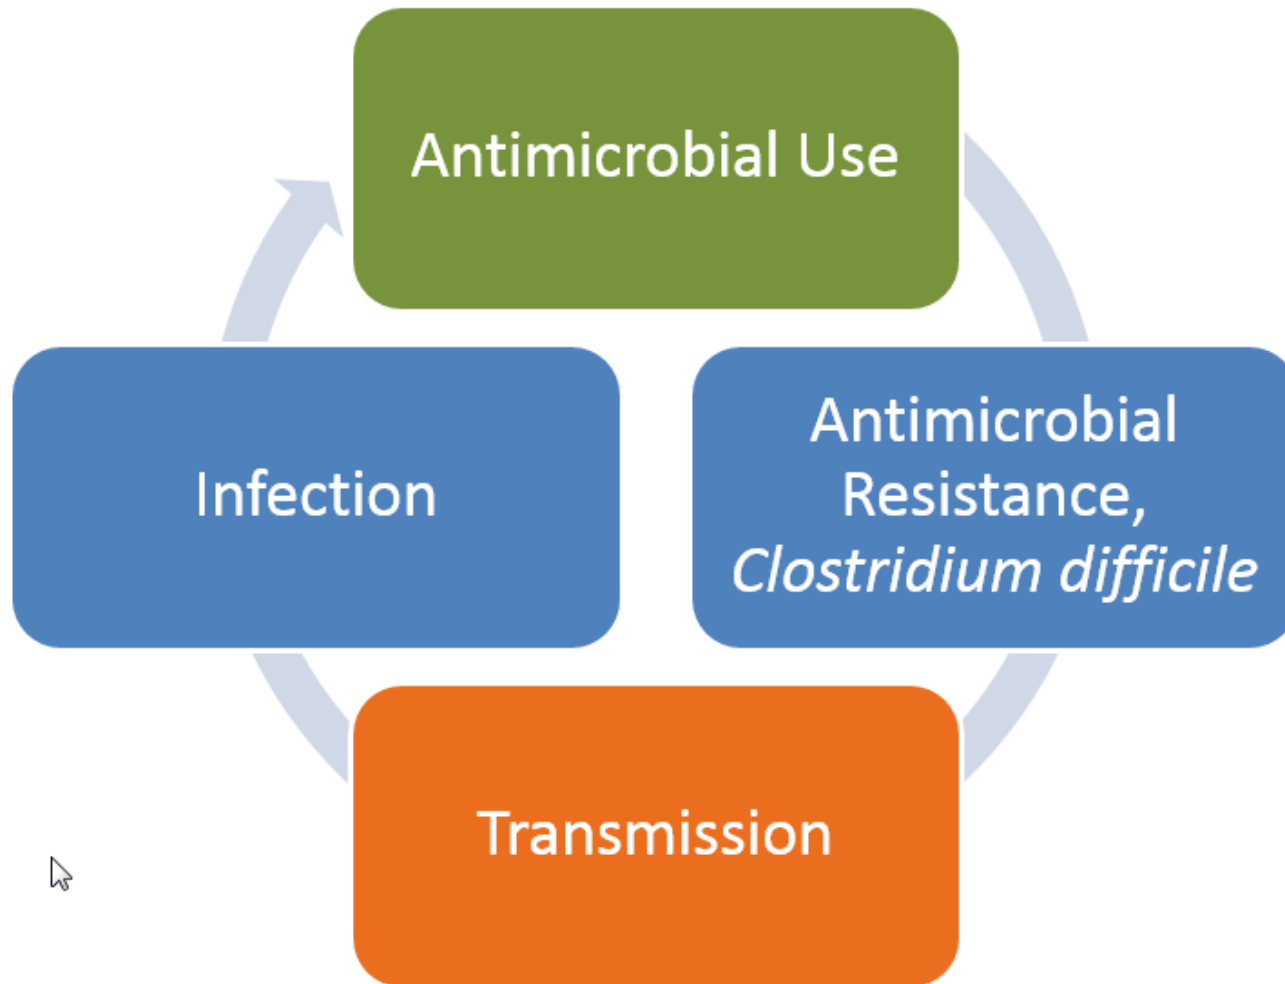 Antimicrobial Use
Infection
Antimicrobial
Resistance,
Clostridium difficile
Transmission